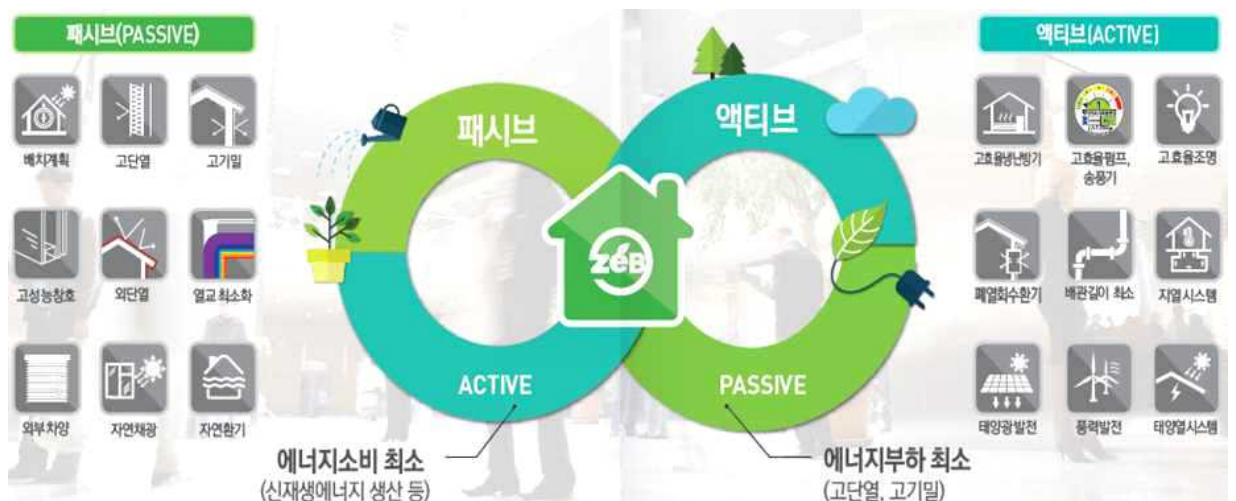 패시브(PASSIVE)
배치계획
고단열
고기밀
고성능창호
외단열
열교 최소화
외부차양
자연채광
자연환기
패시브
액티브
zéB
ACTIVE
PASSIVE
에너지소비 최소
(신재생에너지 생산 등)
에너지부하 최소
(고단열, 고기밀)
액티브(ACTIVE)
고효율냉난방기
고효율펌프,
송풍기
고효율조명
폐열회수환기
배관길이 최소
지열시스템
태양광발전
풍력발전
태양열시스템